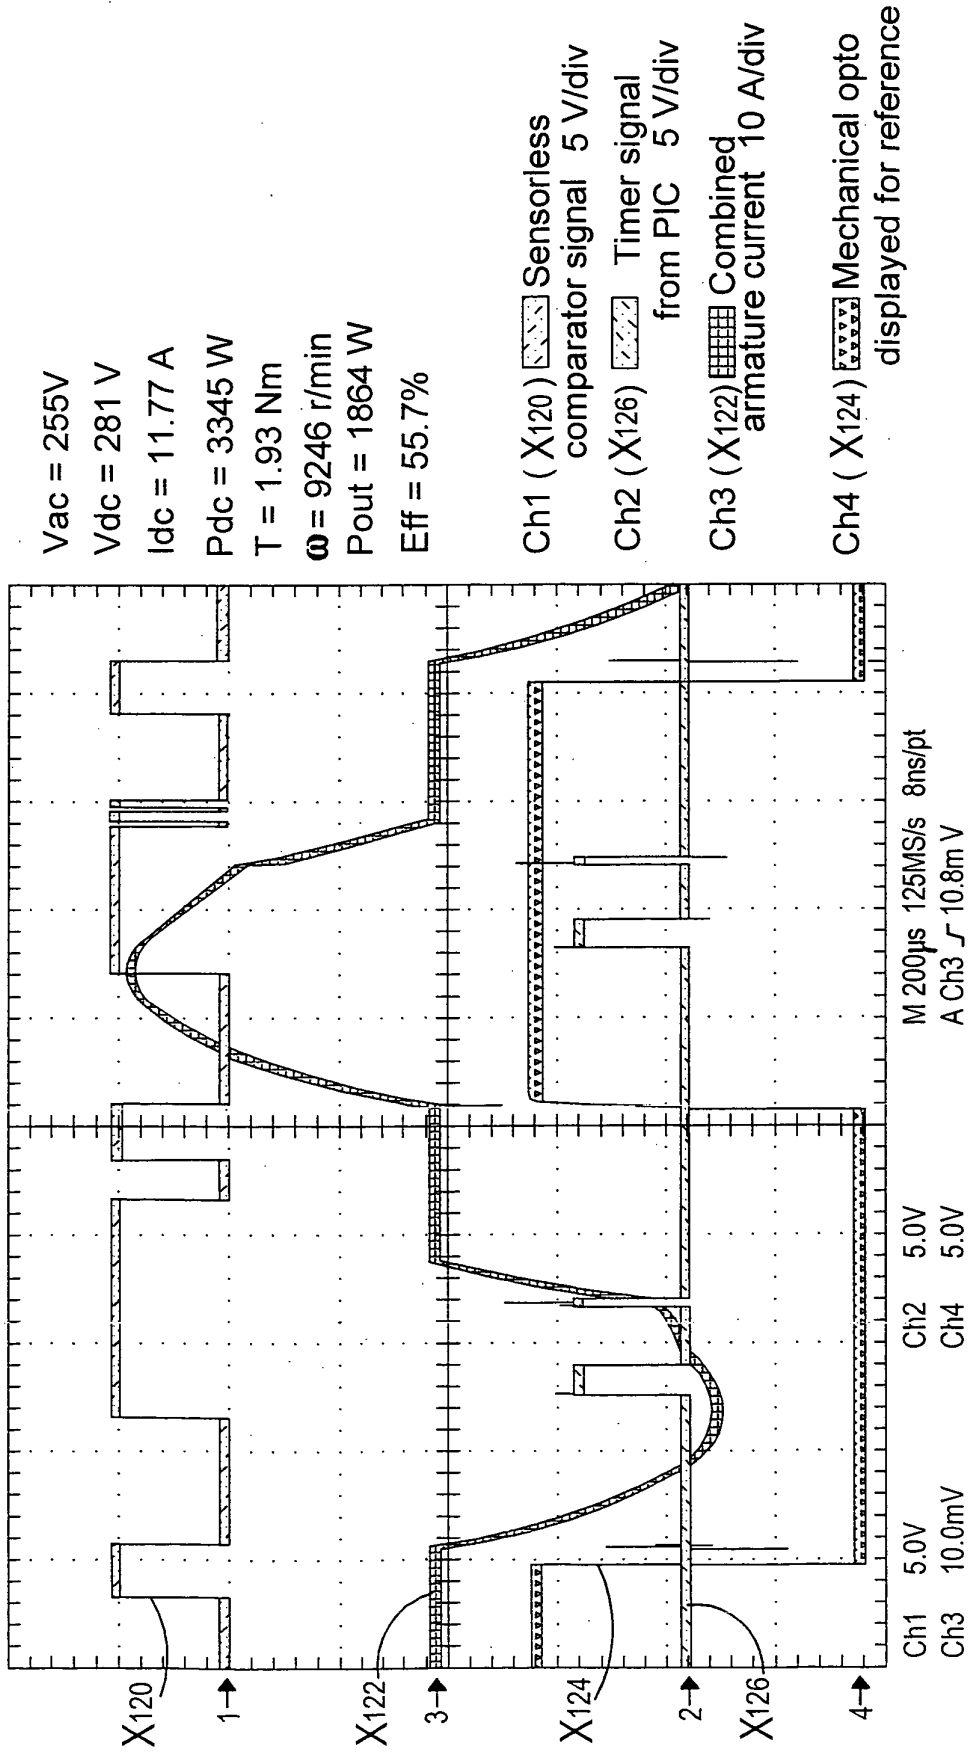 Vac = 255V
Vdc = 281 V
Idc = 11.77 A
Pdc = 3345 W
T = 1.93 Nm
ω = 9246 r/min
Pout = 1864 W
Eff = 55.7%
Ch1 ( X120 ) Sensorless
comparator signal 5 V/div
Ch2 ( X126 ) Timer signal
from PIC 5 V/div
Ch3 ( X122) Combined
armature current 10 A/div
Ch4 ( X124 ) Mechanical opto
displayed for reference
X120
1
X122
3
X124
2
X126
4
Ch1 5.0V Ch2 5.0V M 200µs 125MS/s 8ns/pt
Ch3 10.0mV Ch4 5.0V A Ch3 10.8m V